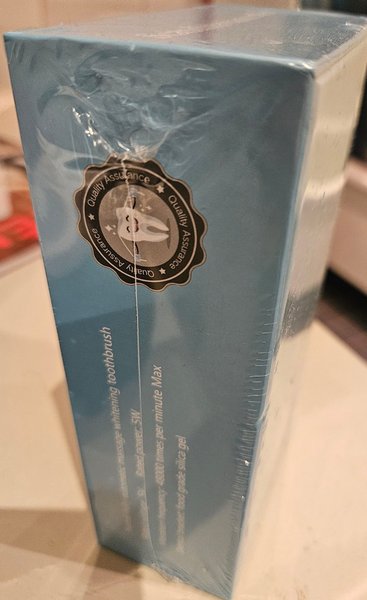 Quality Assurance
Quality Assurance
Quality Assurance
massage whitening toothbrush
Rated power: 5W
frequency: 48000 times per minute Max
food grade silica gel